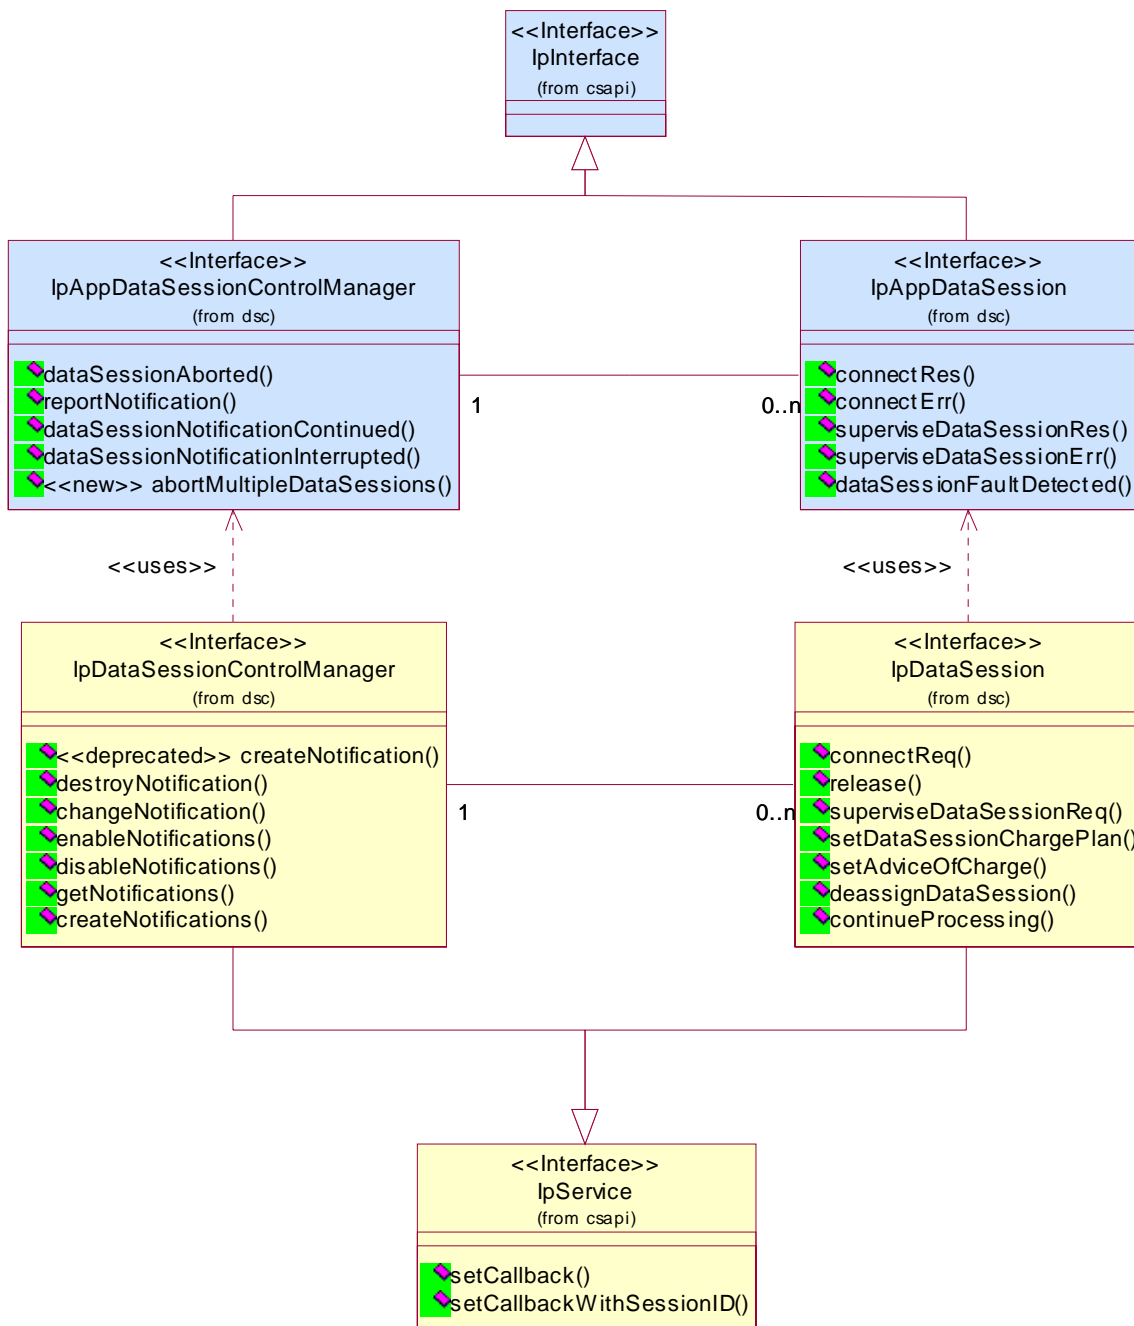 <<Interface>>
IpInterface
(from csapi)
<<Interface>>
IpAppDataSessionControlManager
(from dsc)
dataSessionAborted()
reportNotification()
dataSessionNotificationContinued()
dataSessionNotificationInterrupted()
<<new>> abortMultipleDataSessions()
<<Interface>>
IpAppDataSession
(from dsc)
connectRes()
connectErr()
superviseDataSessionRes()
superviseDataSessionErr()
dataSessionFaultDetected()
1
0..n
<<uses>>
<<uses>>
<<Interface>>
IpDataSessionControlManager
(from dsc)
<<deprecated>> createNotification()
destroyNotification()
changeNotification()
enableNotifications()
disableNotifications()
getNotifications()
createNotifications()
<<Interface>>
IpDataSession
(from dsc)
connectReq()
release()
superviseDataSessionReq()
setDataSessionChargePlan()
setAdviceOfCharge()
deassignDataSession()
continueProcessing()
1
0..n
<<Interface>>
IpService
(from csapi)
setCallback()
setCallbackWithSessionID()